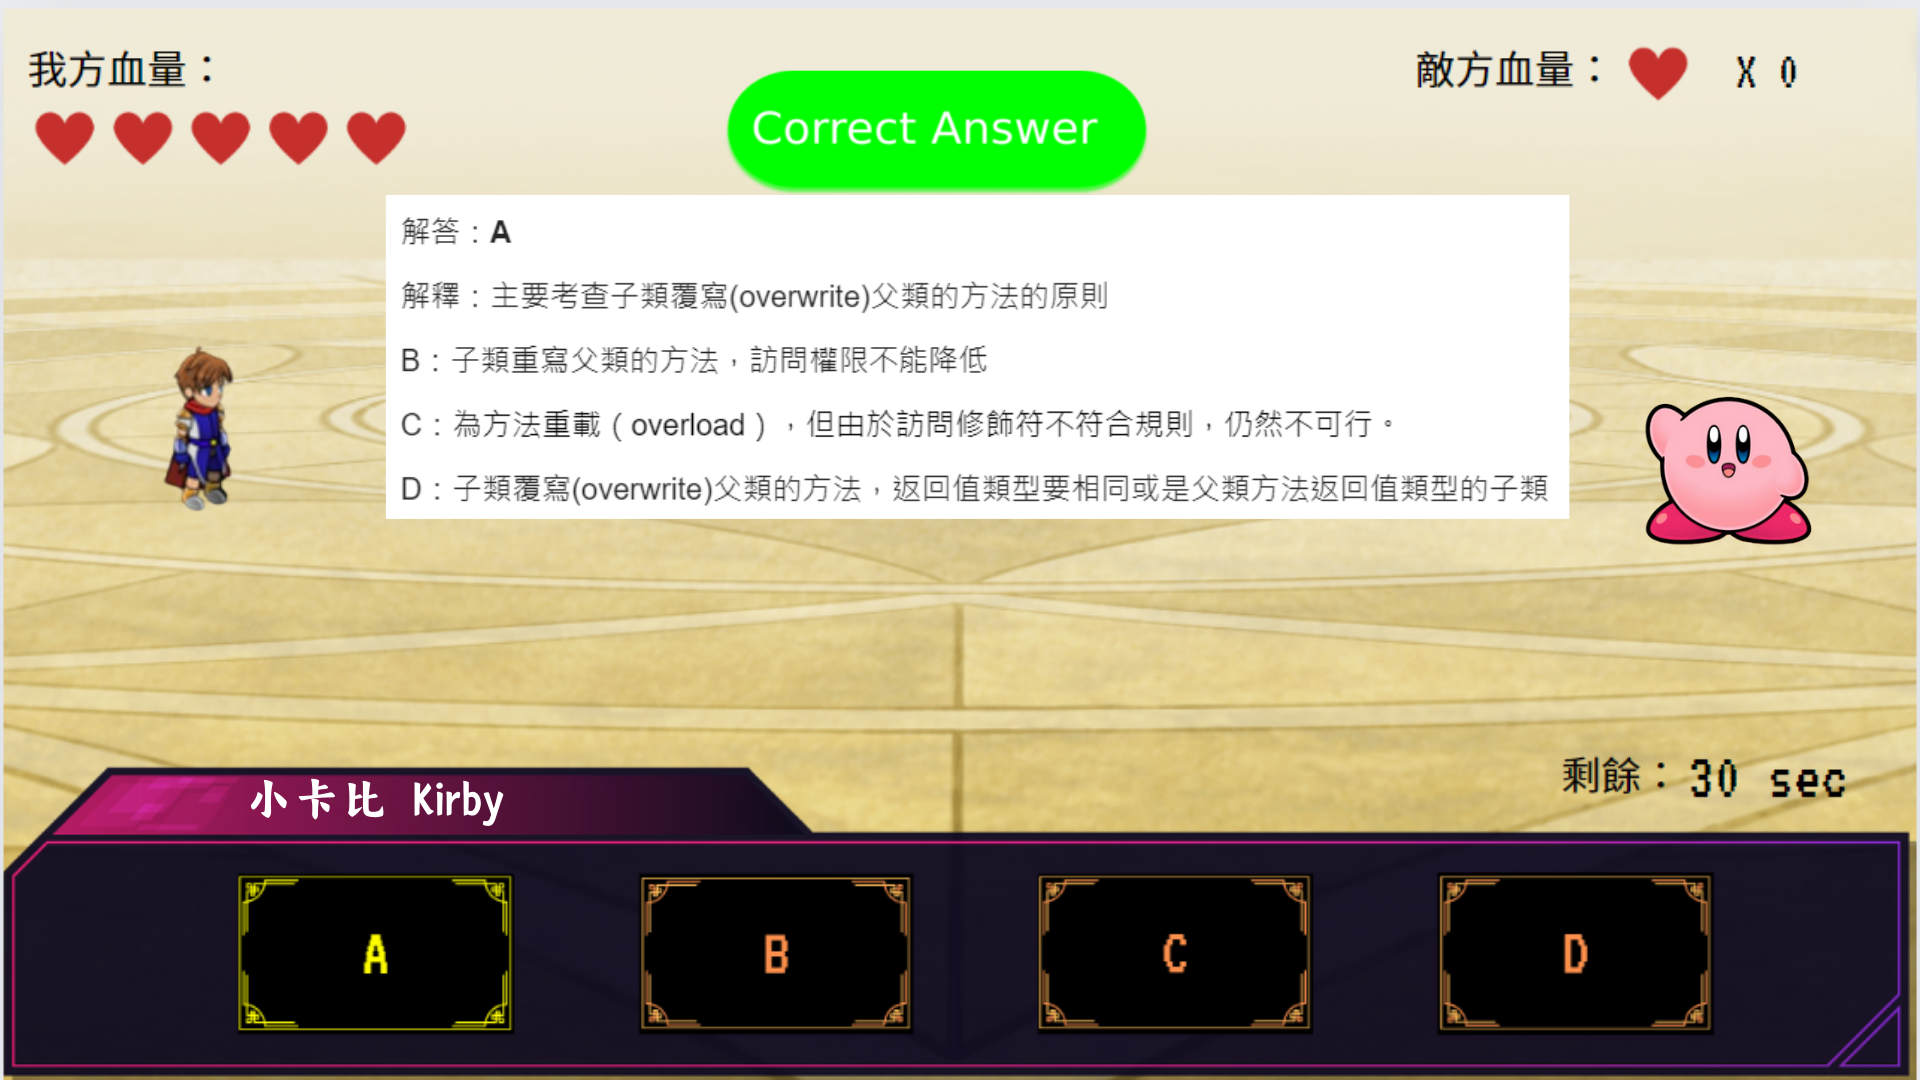 我方血量：
敵方血量： X 0
Correct Answer
解答：A
解釋：主要考查子類覆寫(overwrite)父類的方法的原則
B：子類重寫父類的方法，訪問權限不能降低
C：為方法重載（overload），但由於訪問修飾符不符合規則，仍然不可行。
D：子類覆寫(overwrite)父類的方法，返回值類型要相同或是父類方法返回值類型的子類
剩餘：30 sec
小卡比 Kirby
A B C D